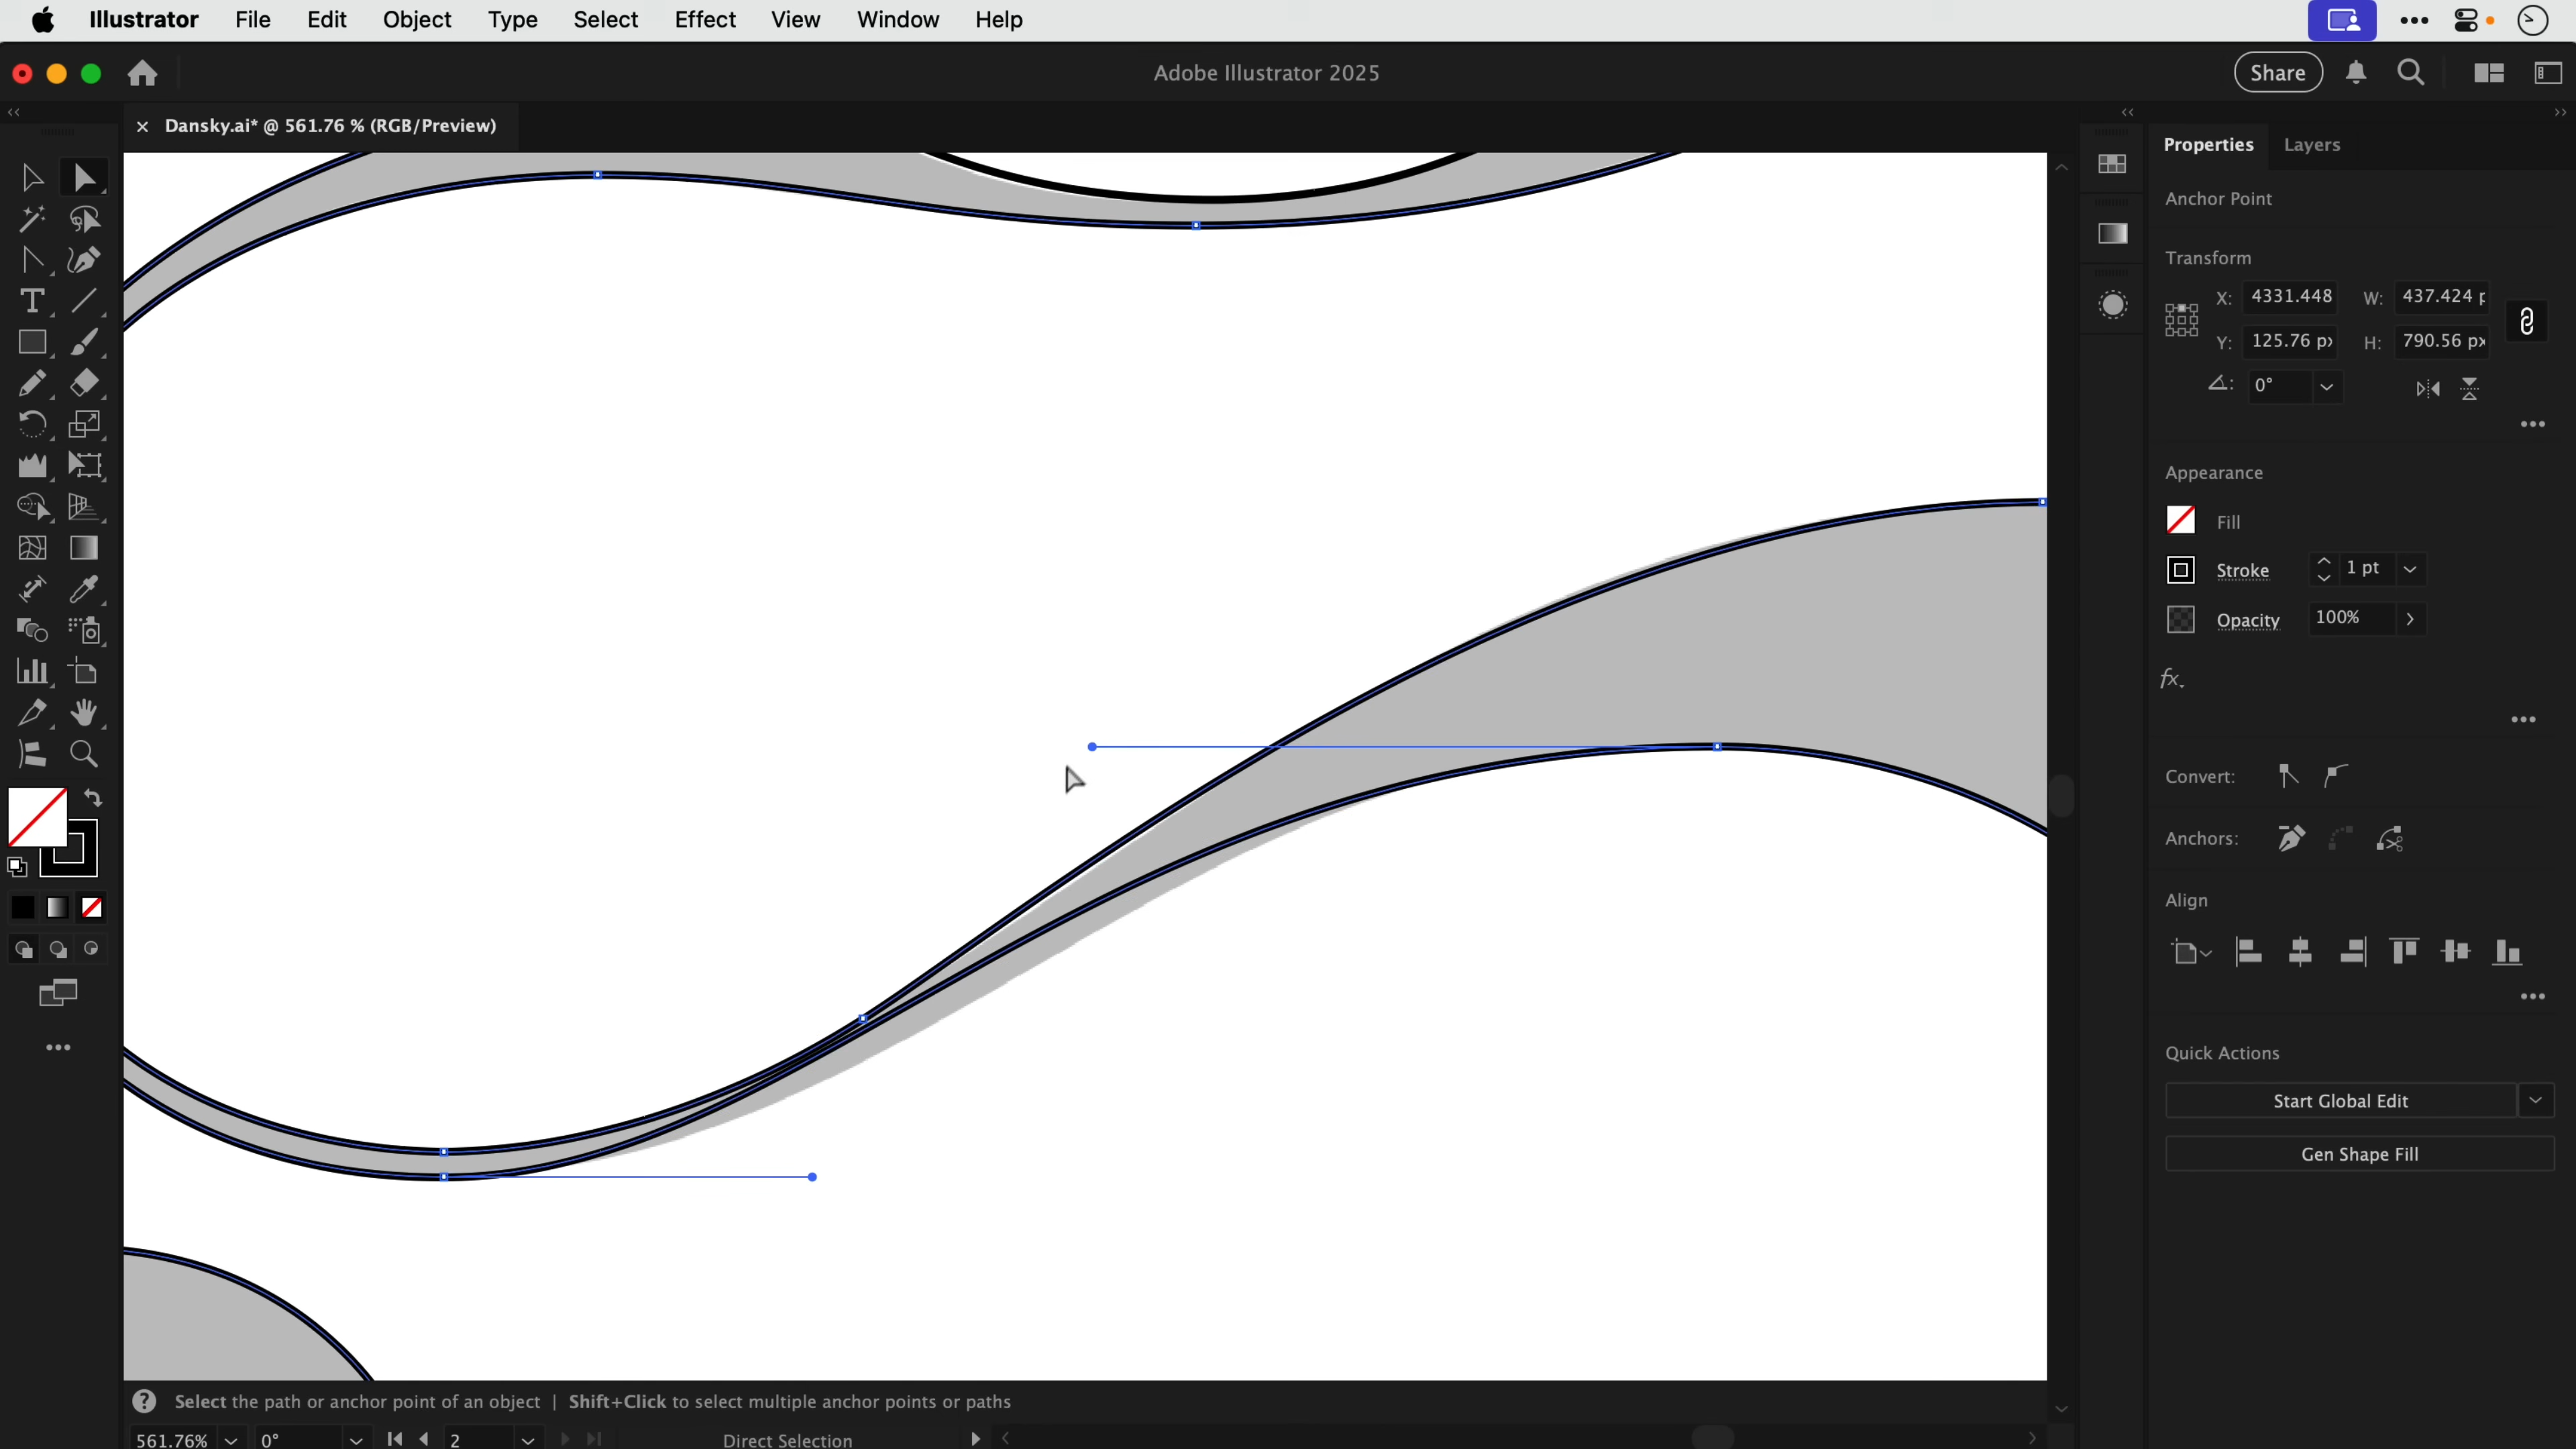 Illustrator File Edit Object Type Select Effect View Window Help
Adobe Illustrator 2025
Share
× Dansky.ai* @ 561.76 % (RGB/Preview)
Properties Layers
Anchor Point
Transform
X: 4331.448 W: 437.424 p
Y: 125.76 px H: 790.56 px
0°
Appearance
Fill
Stroke 1 pt
Opacity 100%
fx
Convert:
Anchors:
Align
Quick Actions
Start Global Edit
Gen Shape Fill
Select the path or anchor point of an object | Shift+Click to select multiple anchor points or paths
561.76% 0° 2 Direct Selection